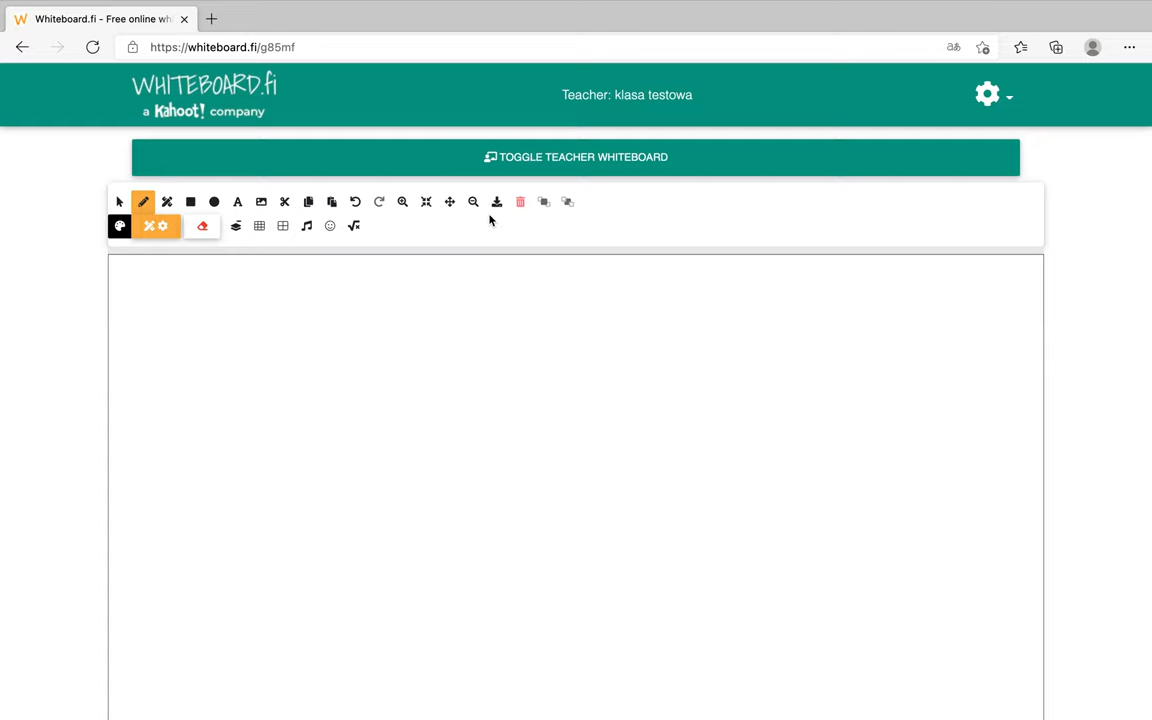 Whiteboard.fi - Free online wh
https://whiteboard.fi/g85mf
WHITEBOARD.fi
a Kahoot! company
Teacher: klasa testowa
TOGGLE TEACHER WHITEBOARD